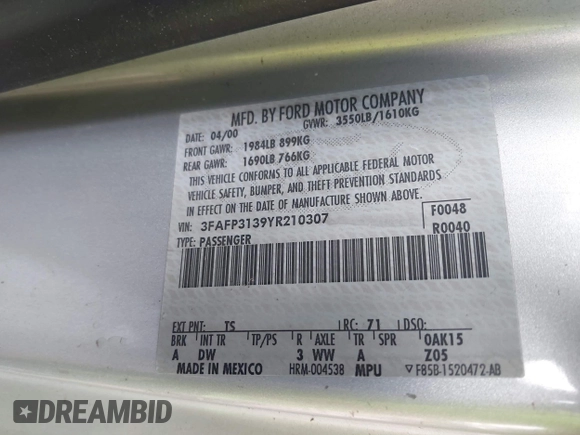 MFD. BY FORD MOTOR COMPANY
04/00 GVWR: 3550LB/1610KG
FRONT GAWR: 1984LB 899KG
REAR GAWR: 1690LB 766KG
THIS VEHICLE CONFORMS TO ALL APPLICABLE FEDERAL MOTOR
VEHICLE SAFETY, BUMPER, AND THEFT PREVENTION STANDARDS
IN EFFECT ON THE DATE OF MANUFACTURE SHOWN ABOVE.
VIN: 3FAFP3139YR210307 F0048
TYPE: PASSENGER R0040
EXT PNT: TS RC: 71 DSO:
BRK INT TR TP/PS R AXLE TR SPR 0AK15
A DW 3 WW A Z05
MADE IN MEXICO HRM-004538 MPU F85B-1520472-AB
DREAMBID